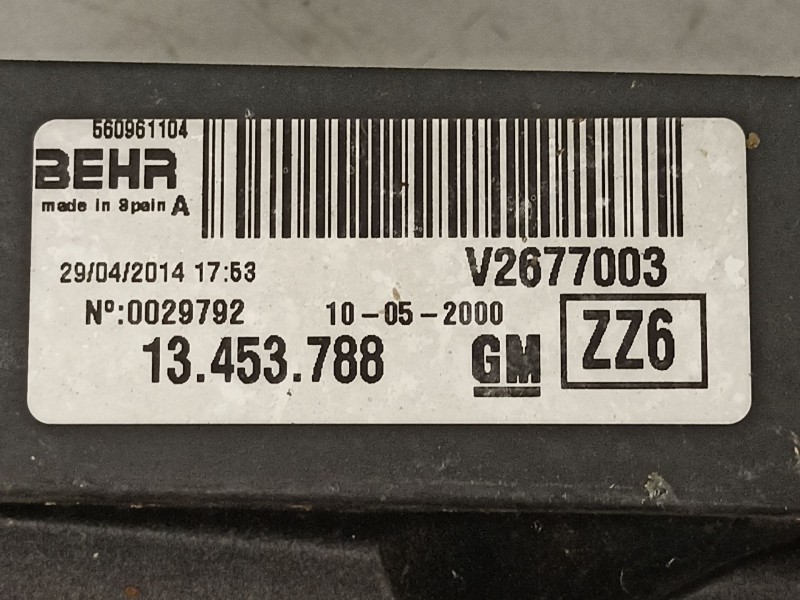 560961104
BEHR
made in Spain A
29/04/2014 17:53
V2677003
Nº:0029792
10-05-2000
13.453.788
GM
ZZ6